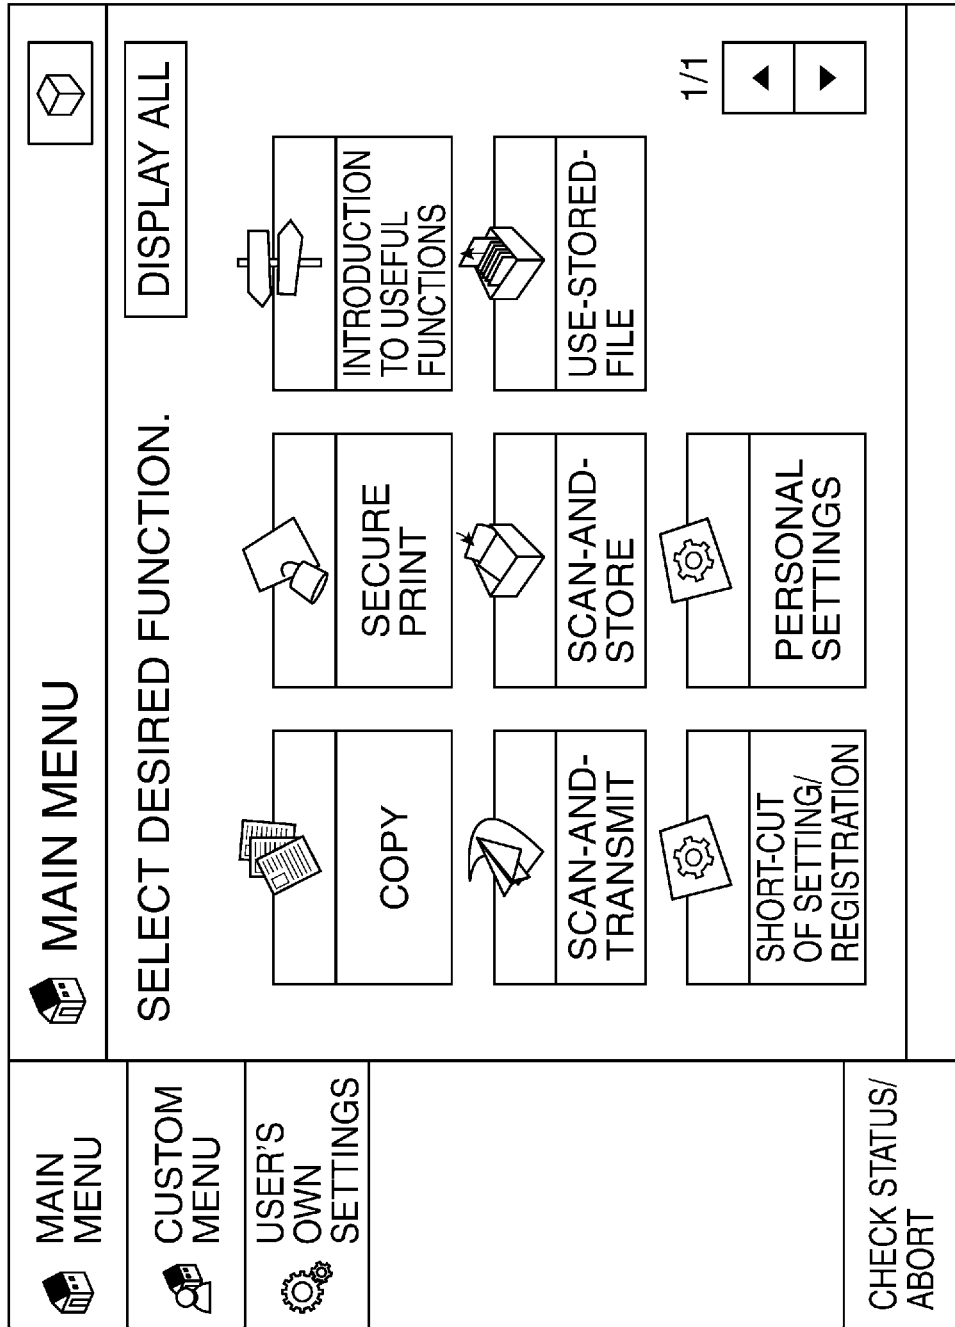 MAIN
MENU
CUSTOM
MENU
USER'S
OWN
SETTINGS
CHECK STATUS/
ABORT
MAIN MENU
SELECT DESIRED FUNCTION.
DISPLAY ALL
COPY
SECURE
PRINT
INTRODUCTION
TO USEFUL
FUNCTIONS
SCAN-AND-
TRANSMIT
SCAN-AND-
STORE
USE-STORED-
FILE
SHORT-CUT
OF SETTING/
REGISTRATION
PERSONAL
SETTINGS
1/1